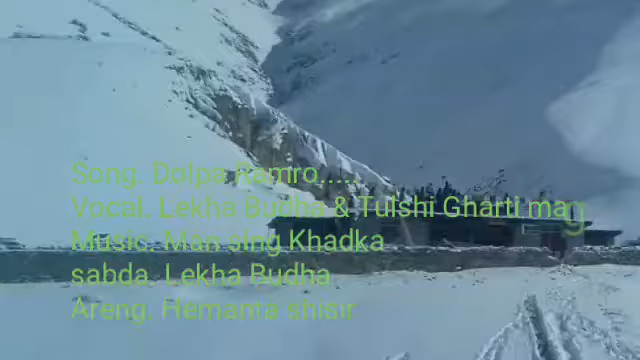 Song. Dolpa Ramro.....
Vocal. Lekha Budha & Tulshi Gharti mag
Music. Man sing Khadka
sabda. Lekha Budha
Areng. Hemanta shisir